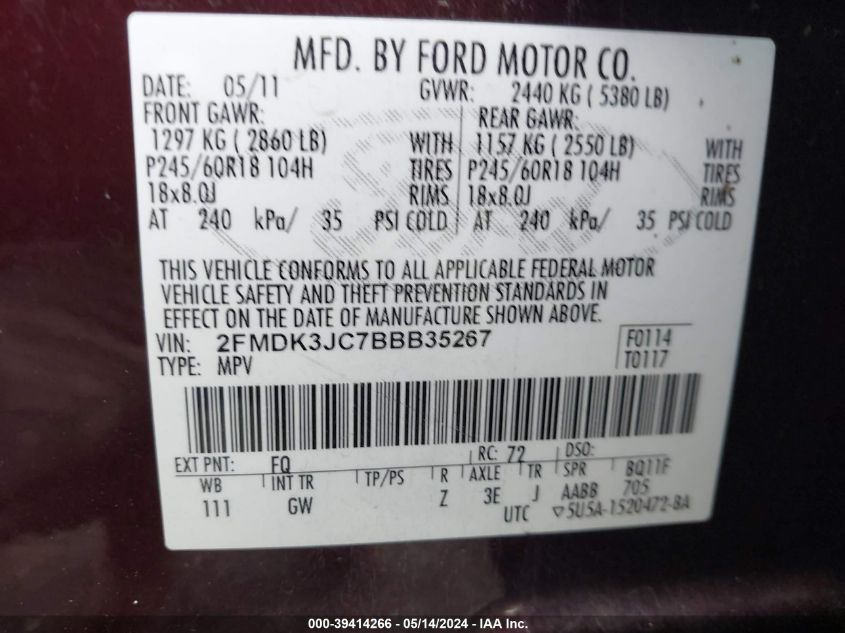 MFD. BY FORD MOTOR CO.
DATE: 05/11 GVWR: 2440 KG ( 5380 LB)
FRONT GAWR: REAR GAWR:
1297 KG ( 2860 LB) WITH 1157 KG ( 2550 LB) WITH
P245/60R18 104H TIRES P245/60R18 104H TIRES
18x8.0J RIMS 18x8.0J RIMS
AT 240 kPa/ 35 PSI COLD AT 240 kPa/ 35 PSI COLD
THIS VEHICLE CONFORMS TO ALL APPLICABLE FEDERAL MOTOR
VEHICLE SAFETY AND THEFT PREVENTION STANDARDS IN
EFFECT ON THE DATE OF MANUFACTURE SHOWN ABOVE.
VIN: 2FMDK3JC7BBB35267 F0114
TYPE: MPV T0117
EXT PNT: FQ RC: 72 DSO:
WB INT TR TP/PS R AXLE TR SPR BQ11F
111 GW Z 3E J AABB 705
UTC ▽5U5A-1520472-BA
000-39414266 - 05/14/2024 - IAA Inc.